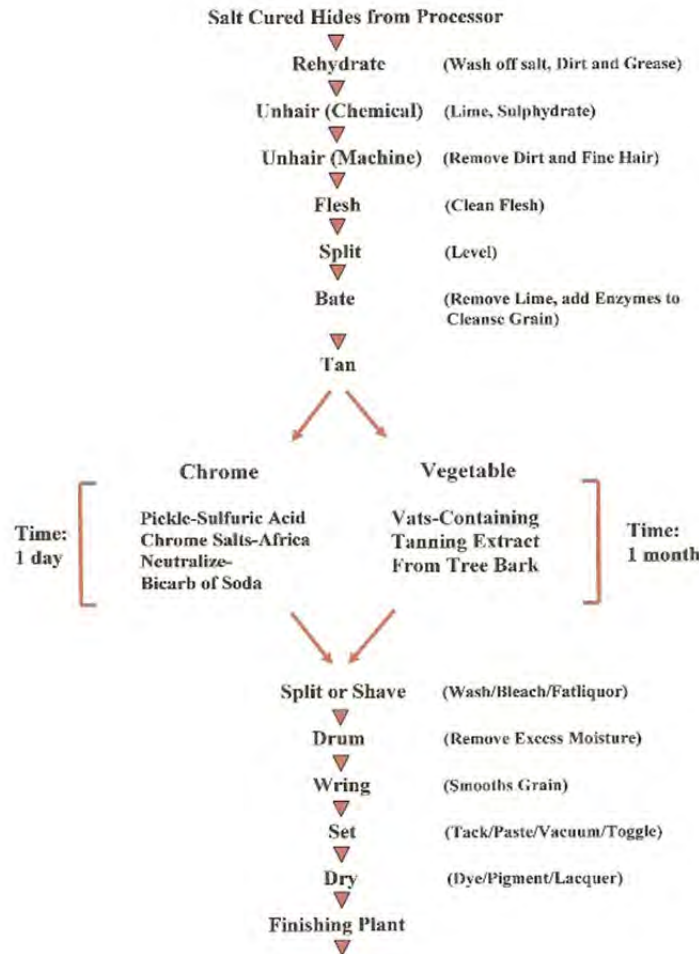 Salt Cured Hides from Processor
Rehydrate (Wash off salt, Dirt and Grease)
Unhair (Chemical) (Lime, Sulphydrate)
Unhair (Machine) (Remove Dirt and Fine Hair)
Flesh (Clean Flesh)
Split (Level)
Bate (Remove Lime, add Enzymes to
Cleanse Grain)
Tan
Chrome
Time:
1 day
Pickle-Sulfuric Acid
Chrome Salts-Africa
Neutralize-
Bicarb of Soda
Vegetable
Vats-Containing
Tanning Extract
From Tree Bark
Time:
1 month
Split or Shave (Wash/Bleach/Fatliquor)
Drum (Remove Excess Moisture)
Wring (Smooths Grain)
Set (Tack/Paste/Vacuum/Toggle)
Dry (Dye/Pigment/Lacquer)
Finishing Plant